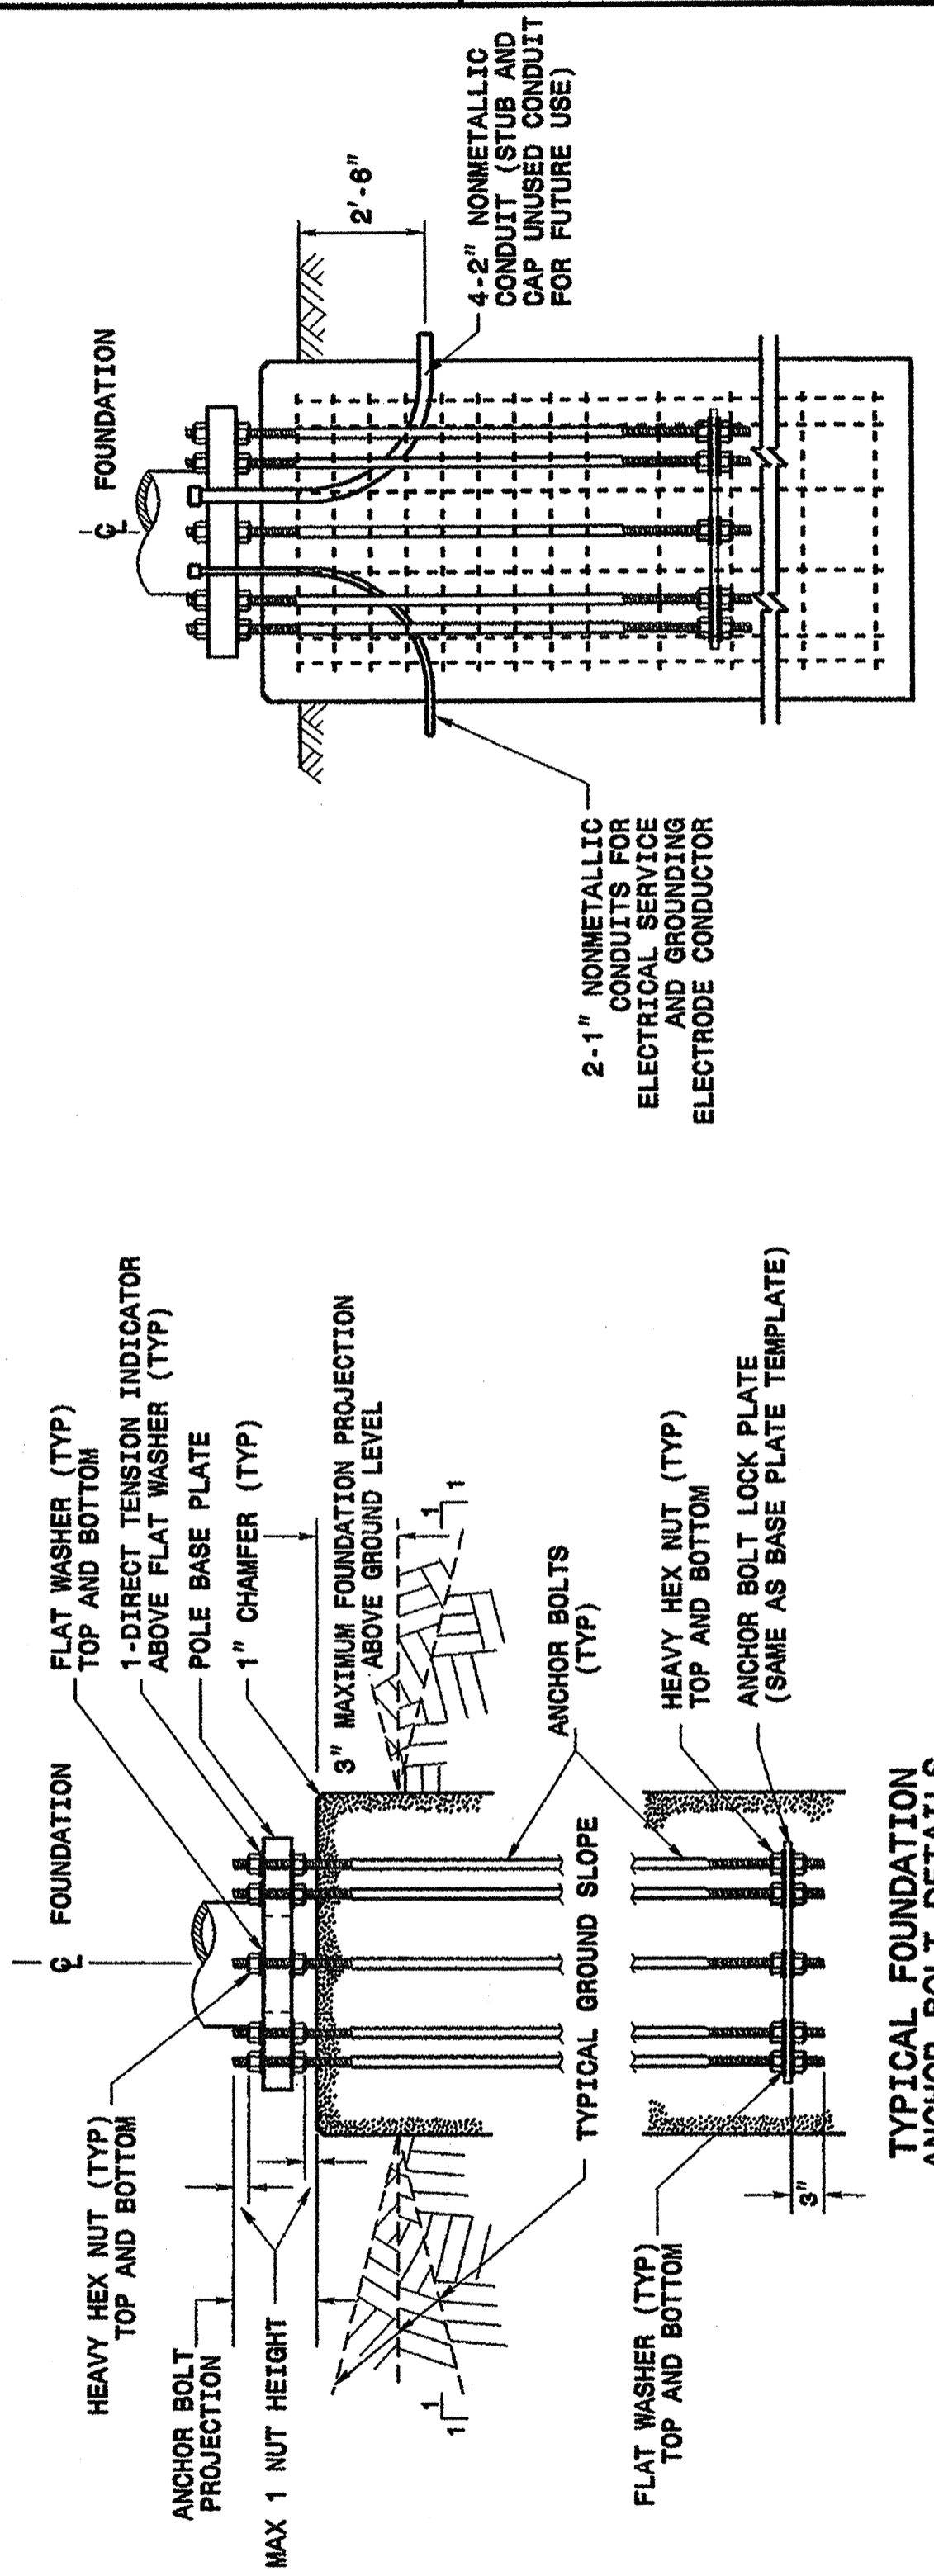 ℄ FOUNDATION
HEAVY HEX NUT (TYP)
TOP AND BOTTOM
ANCHOR BOLT
PROJECTION
MAX 1 NUT HEIGHT
FLAT WASHER (TYP)
TOP AND BOTTOM
1-DIRECT TENSION INDICATOR
ABOVE FLAT WASHER (TYP)
POLE BASE PLATE
1" CHAMFER (TYP)
3" MAXIMUM FOUNDATION PROJECTION
ABOVE GROUND LEVEL
1
1
1
1
TYPICAL GROUND SLOPE
ANCHOR BOLTS
(TYP)
HEAVY HEX NUT (TYP)
TOP AND BOTTOM
ANCHOR BOLT LOCK PLATE
(SAME AS BASE PLATE TEMPLATE)
FLAT WASHER (TYP)
TOP AND BOTTOM
3"
TYPICAL FOUNDATION
ANCHOR BOLT DETAILS
℄ FOUNDATION
2'-6"
4-2" NONMETALLIC
CONDUIT (STUB AND
CAP UNUSED CONDUIT
FOR FUTURE USE)
2-1" NONMETALLIC
CONDUITS FOR
ELECTRICAL SERVICE
AND GROUNDING
ELECTRODE CONDUCTOR